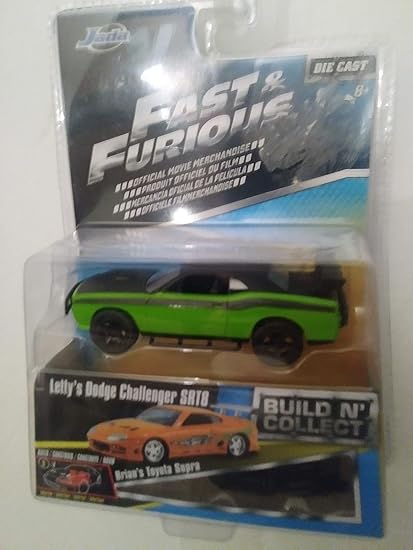 Jada
DIE CAST
8+
FAST &
FURIOUS
OFFICIAL MOVIE MERCHANDISE
PRODUIT OFFICIEL DU FILM
MERCANCIA OFICIAL DE LA PELICULA
OFFICIELE FILMMERCHANDISE
Letty's Dodge Challenger SRT8
BUILD N'
COLLECT
Brian's Toyota Supra